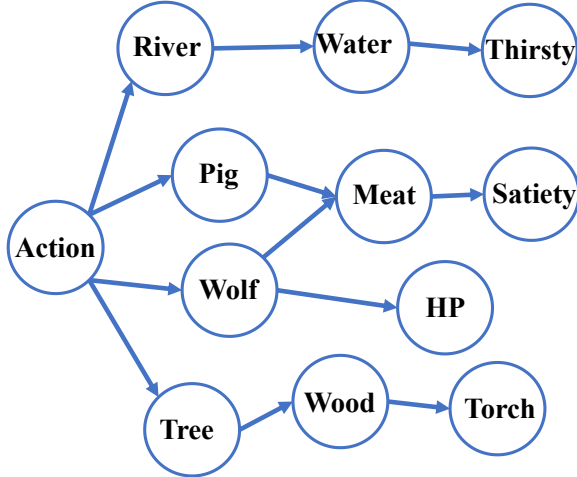 River
Water
Thirsty
Pig
Meat
Satiety
Action
Wolf
HP
Tree
Wood
Torch